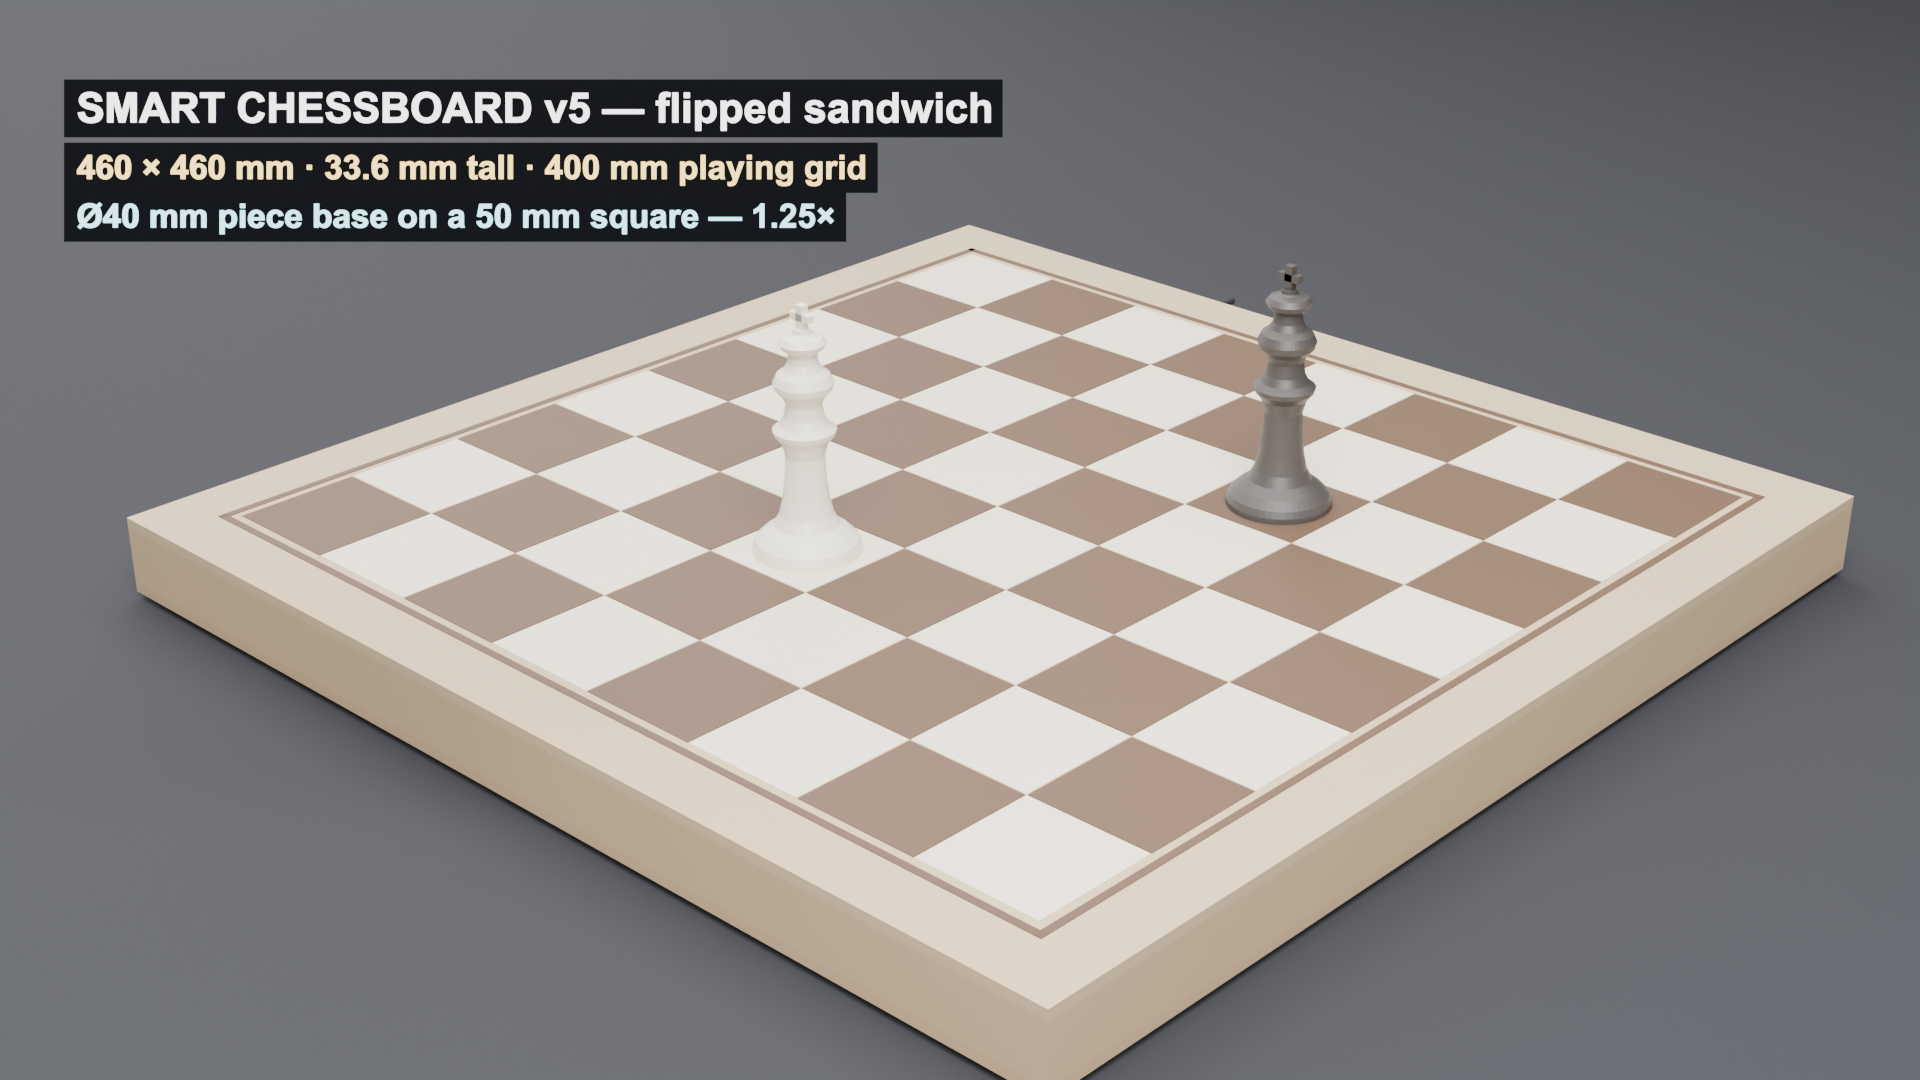 SMART CHESSBOARD v5 — flipped sandwich
460 × 460 mm · 33.6 mm tall · 400 mm playing grid
Ø40 mm piece base on a 50 mm square — 1.25×